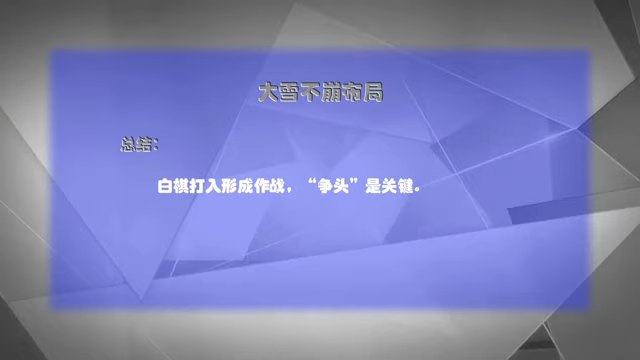 大雪不崩布局
总结：
白棋打入形成作战，“争头”是关键。